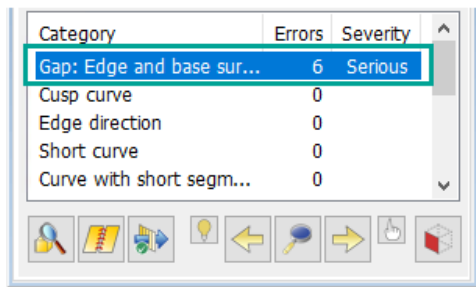 Category Errors Severity
Gap: Edge and base sur... 6 Serious
Cusp curve 0
Edge direction 0
Short curve 0
Curve with short segm... 0